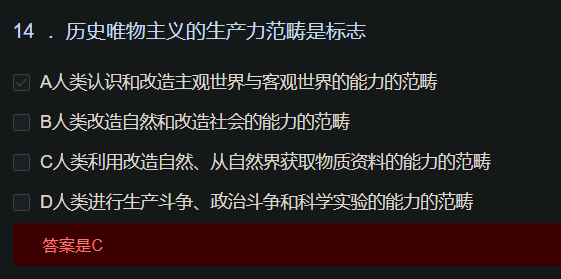 14 ．历史唯物主义的生产力范畴是标志
A人类认识和改造主观世界与客观世界的能力的范畴
B人类改造自然和改造社会的能力的范畴
C人类利用改造自然、从自然界获取物质资料的能力的范畴
D人类进行生产斗争、政治斗争和科学实验的能力的范畴
答案是C